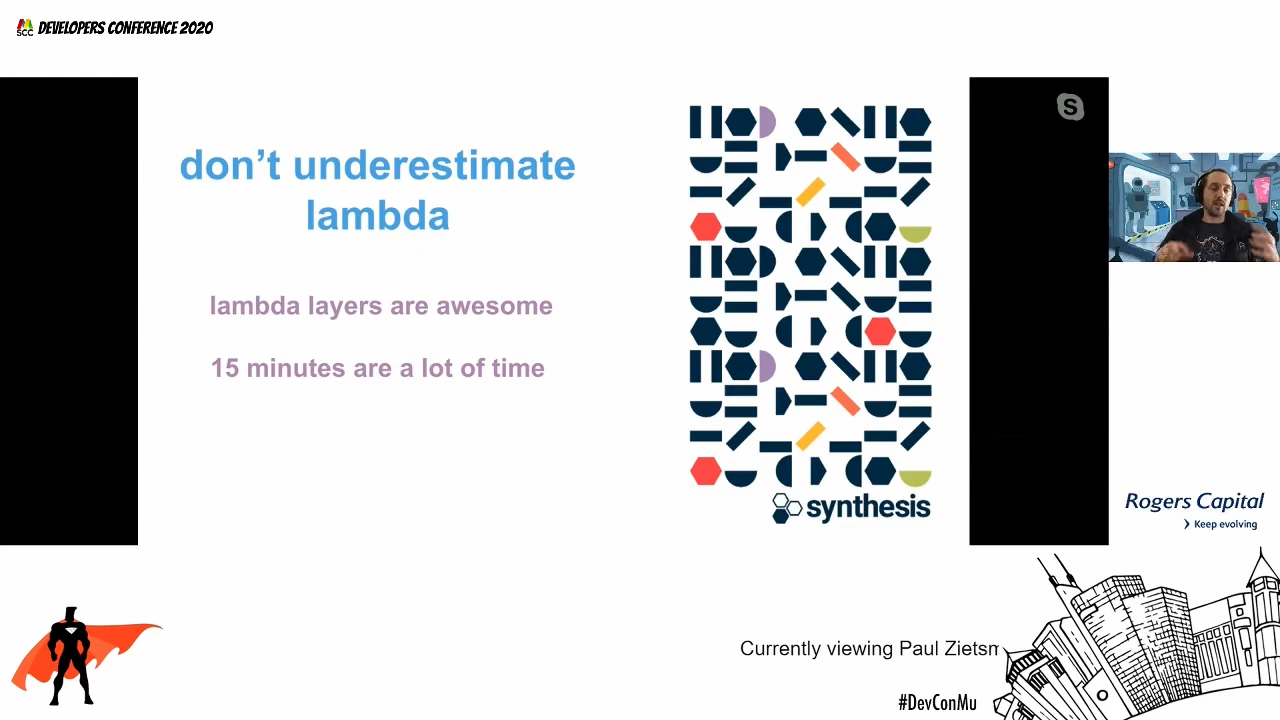 SCC DEVELOPERS CONFERENCE 2020
S
don't underestimate
lambda
lambda layers are awesome
15 minutes are a lot of time
synthesis
Rogers Capital
Keep evolving
Currently viewing Paul
#DevConMu